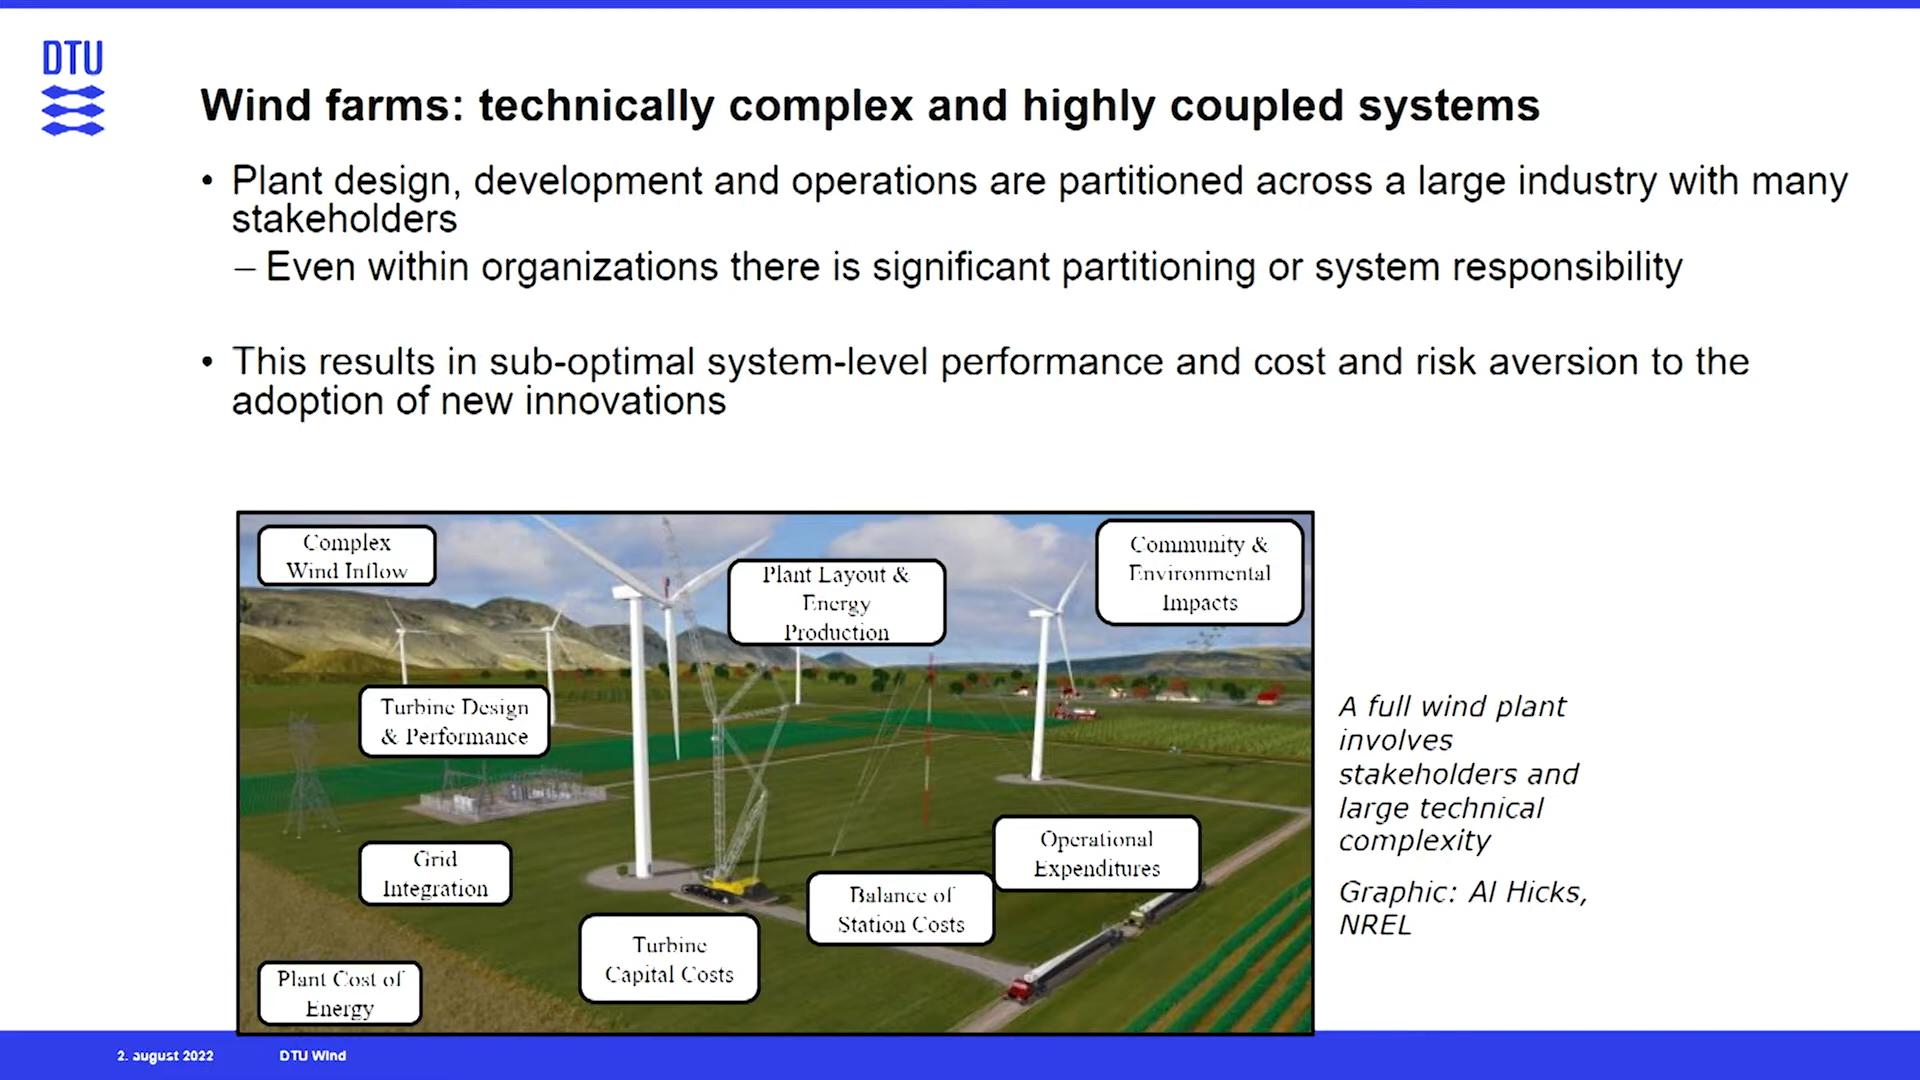 DTU
Wind farms: technically complex and highly coupled systems
• Plant design, development and operations are partitioned across a large industry with many
stakeholders
– Even within organizations there is significant partitioning or system responsibility
• This results in sub-optimal system-level performance and cost and risk aversion to the
adoption of new innovations
Complex
Wind Inflow
Plant Layout &
Energy
Production
Community &
Environmental
Impacts
Turbine Design
& Performance
Grid
Integration
Operational
Expenditures
Balance of
Station Costs
Turbine
Capital Costs
Plant Cost of
Energy
A full wind plant
involves
stakeholders and
large technical
complexity
Graphic: Al Hicks,
NREL
2. august 2022
DTU Wind